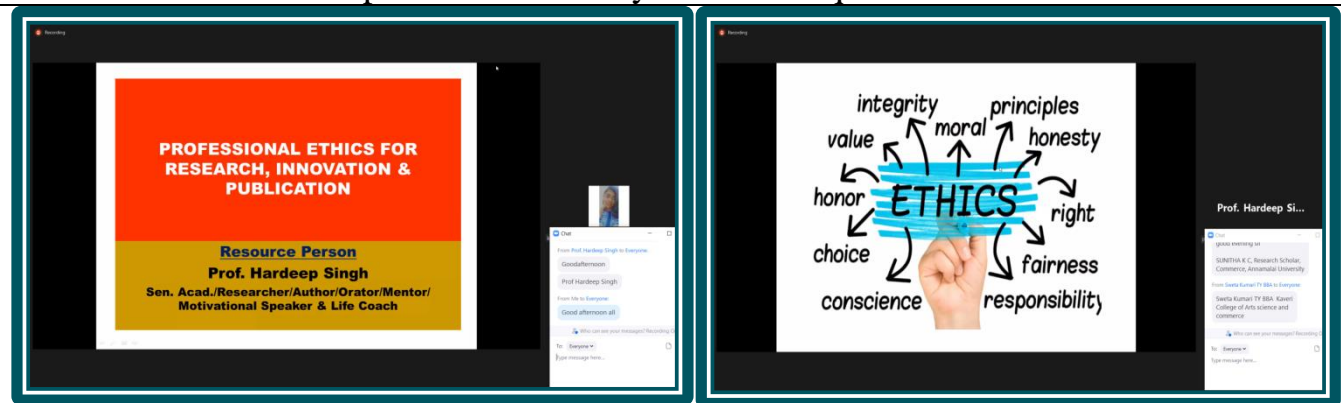 Recording
PROFESSIONAL ETHICS FOR
RESEARCH, INNOVATION &
PUBLICATION
Resource Person
Prof. Hardeep Singh
Sen. Acad./Researcher/Author/Orator/Mentor/
Motivational Speaker & Life Coach
Chat
From Prof. Hardeep Singh to Everyone:
Goodafternoon
Prof Hardeep Singh
From Me to Everyone:
Good afternoon all
Who can see your messages? Recording
To: Everyone
Type message here...
Recording
integrity
principles
value
moral
honesty
honor
ETHICS
right
choice
fairness
conscience
responsibility
Prof. Hardeep Si...
Chat
good evening sir
SUNITHA K C, Research Scholar,
Commerce, Annamalai University
From Sweta Kumari TY BBA to Everyone:
Sweta Kumari TY BBA Kaveri
College of Arts science and
commerce
Who can see your messages? Recording
To: Everyone
Type message here...